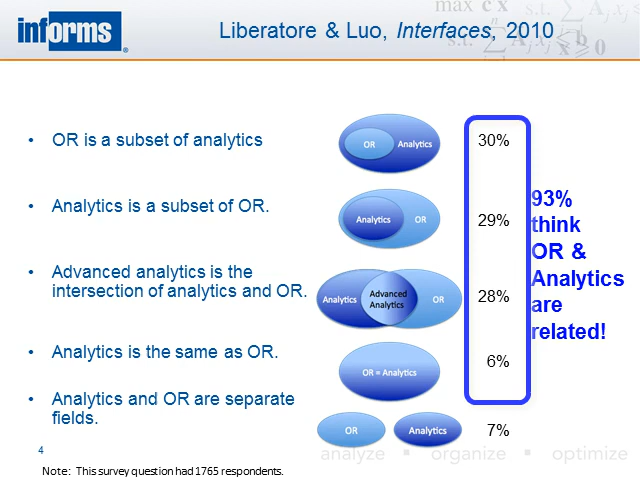 informs®
Liberatore & Luo, Interfaces, 2010
max c x
s.t.
• OR is a subset of analytics
OR
Analytics
30%
• Analytics is a subset of OR.
Analytics
OR
29%
• Advanced analytics is the
intersection of analytics and OR.
Analytics
Advanced
Analytics
OR
28%
• Analytics is the same as OR.
OR = Analytics
6%
• Analytics and OR are separate
fields.
OR
Analytics
7%
93%
think
OR &
Analytics
are
related!
4
analyze ▪ organize ▪ optimize
Note: This survey question had 1765 respondents.